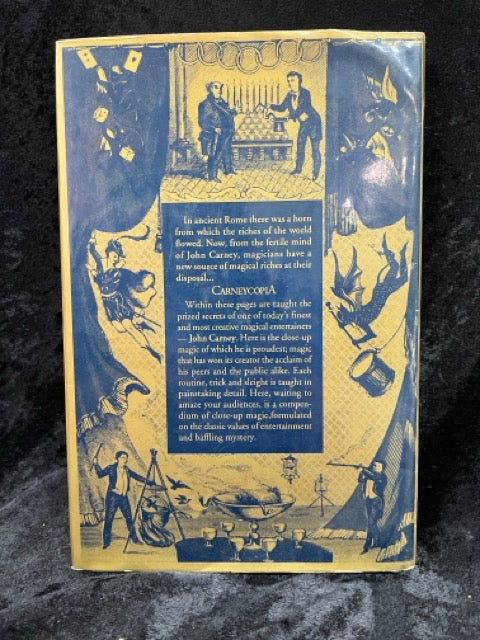 In ancient Rome there was a horn
from which the riches of the world
flowed. Now, from the fertile mind
of John Carney, magicians have a
new source of magical riches at their
disposal...
CARNEYCOPIA
Within these pages are taught the
prized secrets of one of today's finest
and most creative magical entertainers
— John Carney. Here is the close-up
magic of which he is proudest; magic
that has won its creator the acclaim of
his peers and the public alike. Each
routine, trick and sleight is taught in
painstaking detail. Here, waiting to
amaze your audiences, is a compen-
dium of close-up magic, formulated
on the classic values of entertainment
and baffling mystery.